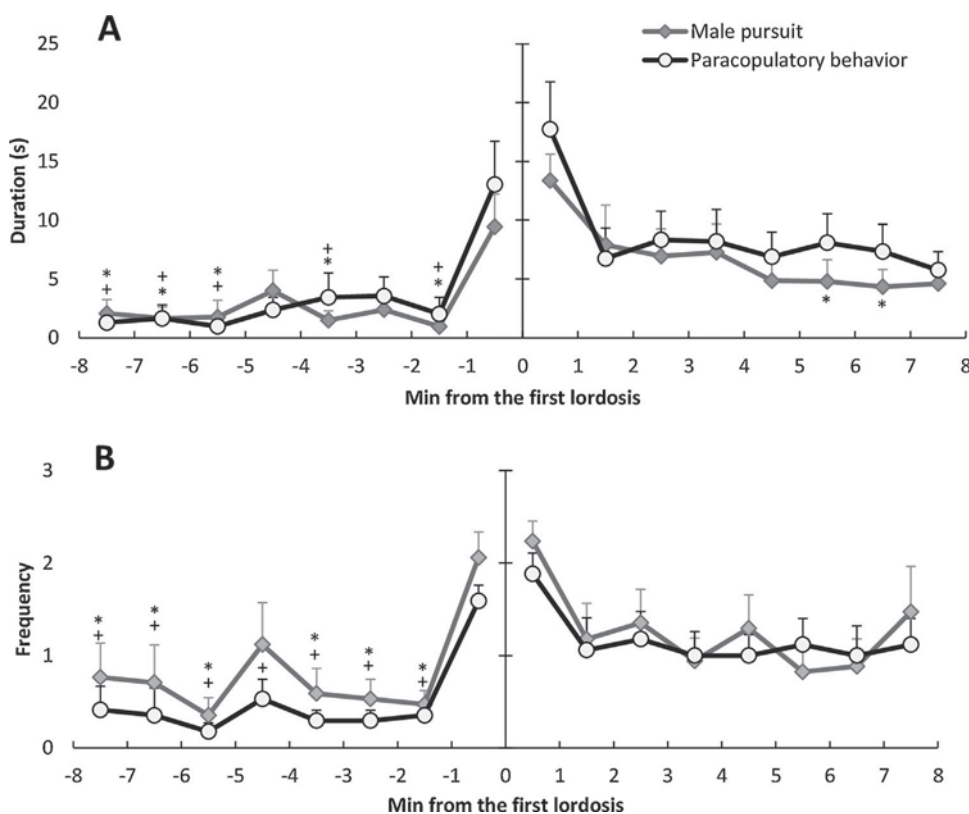 A
Male pursuit
Paracopulatory behavior
25
20
15
10
5
0
Duration (s)
* + * + + *
+ * + * *
-8 -7 -6 -5 -4 -3 -2 -1 0 1 2 3 4 5 6 7 8
Min from the first lordosis
B
3
2
1
0
Frequency
* * * * * *
+ + + + + + +
-8 -7 -6 -5 -4 -3 -2 -1 0 1 2 3 4 5 6 7 8
Min from the first lordosis